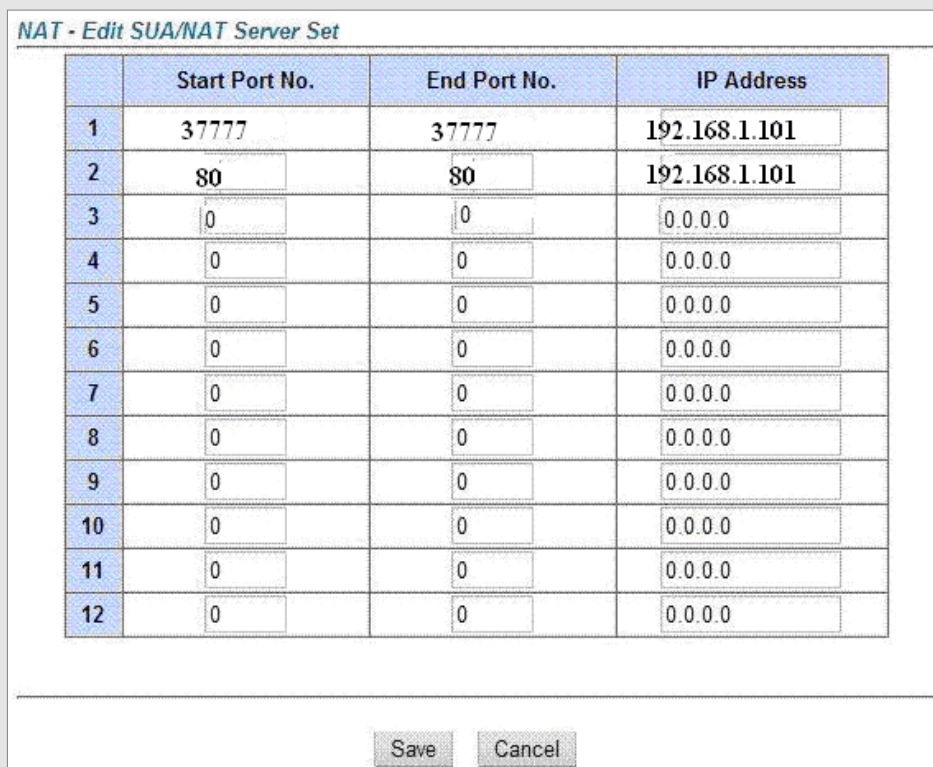 NAT - Edit SUA/NAT Server Set
Start Port No. End Port No. IP Address
1 37777 37777 192.168.1.101
2 80 80 192.168.1.101
3 0 0 0.0.0.0
4 0 0 0.0.0.0
5 0 0 0.0.0.0
6 0 0 0.0.0.0
7 0 0 0.0.0.0
8 0 0 0.0.0.0
9 0 0 0.0.0.0
10 0 0 0.0.0.0
11 0 0 0.0.0.0
12 0 0 0.0.0.0
Save Cancel